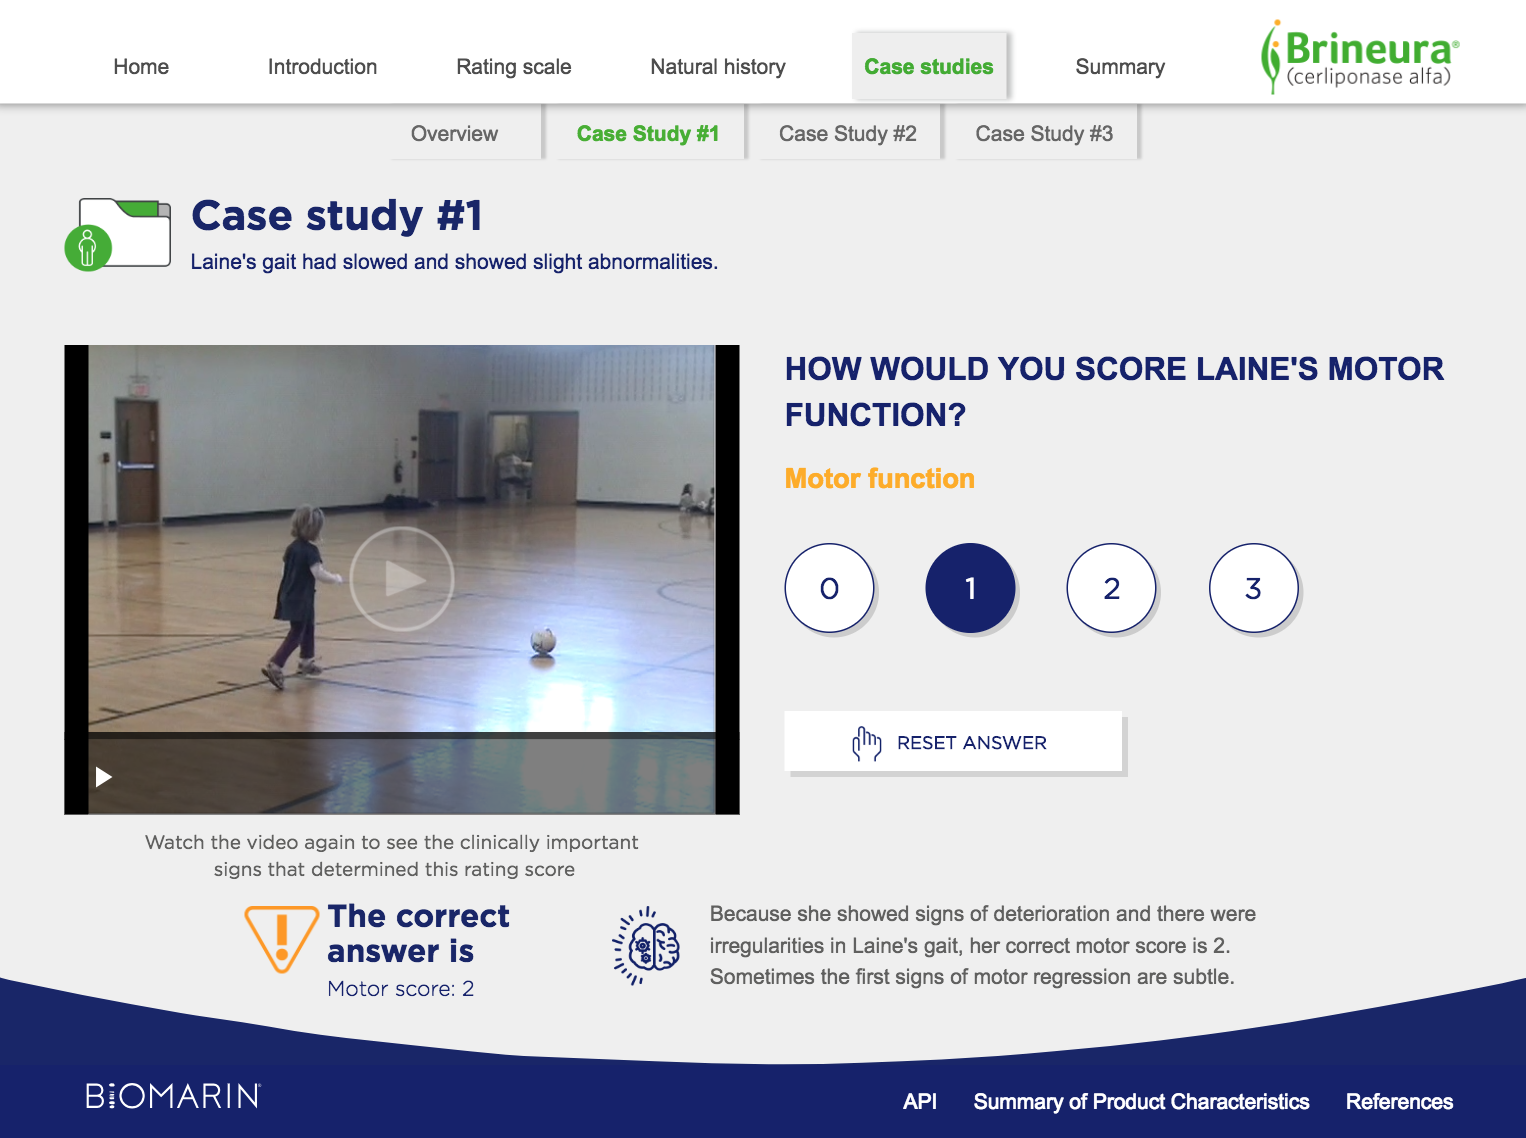 Home
Introduction
Rating scale
Natural history
Case studies
Summary
Brineura®
(cerliponase alfa)
Overview
Case Study #1
Case Study #2
Case Study #3
Case study #1
Laine's gait had slowed and showed slight abnormalities.
HOW WOULD YOU SCORE LAINE'S MOTOR
FUNCTION?
Motor function
0
1
2
3
RESET ANSWER
Watch the video again to see the clinically important
signs that determined this rating score
The correct
answer is
Motor score: 2
Because she showed signs of deterioration and there were
irregularities in Laine's gait, her correct motor score is 2.
Sometimes the first signs of motor regression are subtle.
BIOMARIN
API
Summary of Product Characteristics
References